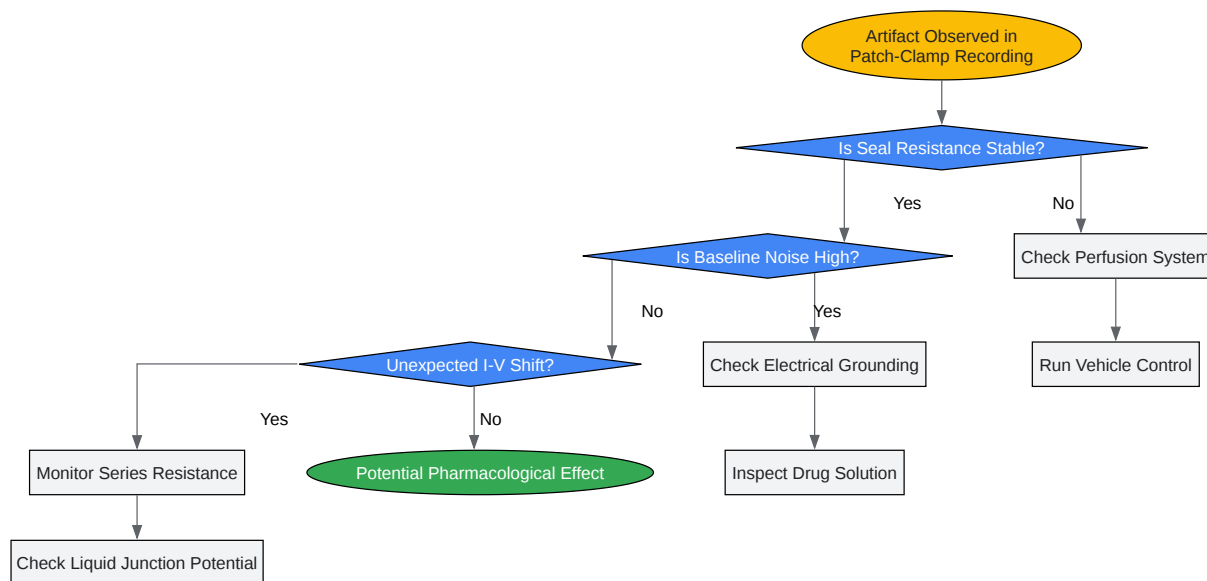 Artifact Observed in
Patch-Clamp Recording
Is Seal Resistance Stable?
Yes
No
Is Baseline Noise High?
Check Perfusion System
No
Yes
Unexpected I-V Shift?
Check Electrical Grounding
Run Vehicle Control
Yes
No
Monitor Series Resistance
Potential Pharmacological Effect
Inspect Drug Solution
Check Liquid Junction Potential